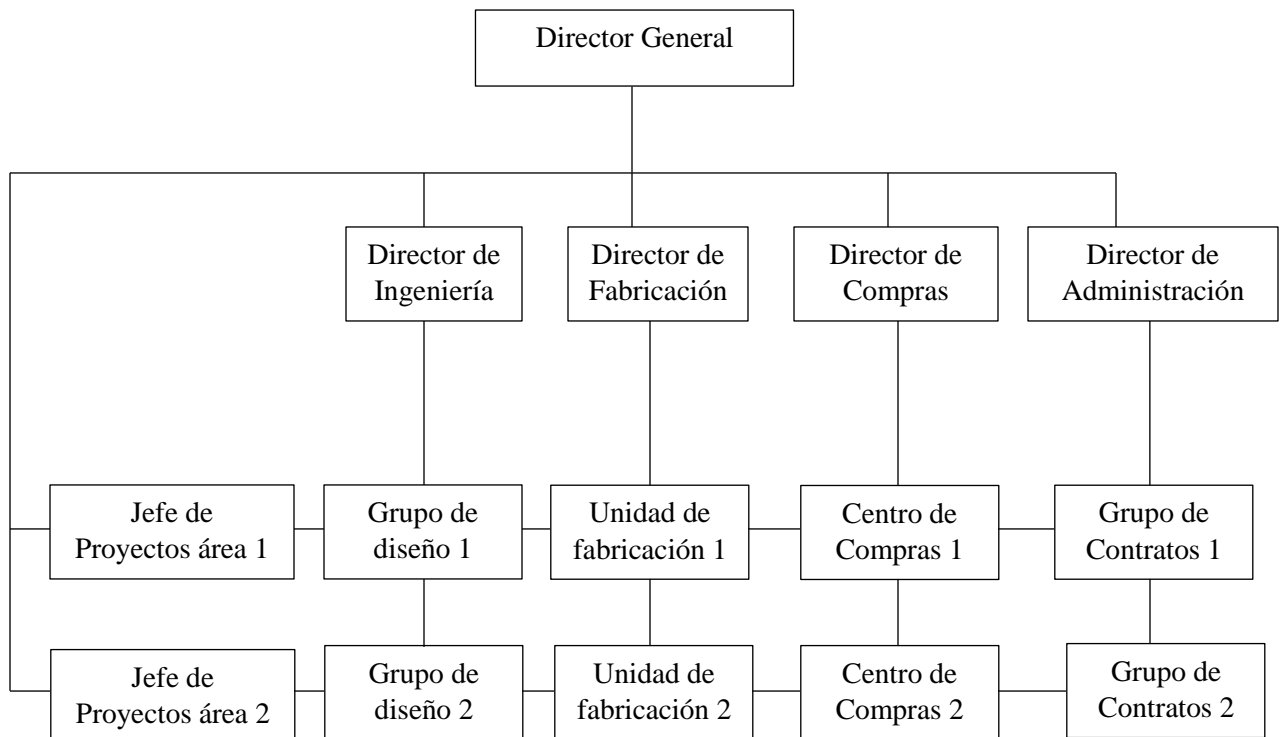 Director General
Director de
Ingeniería
Director de
Fabricación
Director de
Compras
Director de
Administración
Jefe de
Proyectos área 1
Grupo de
diseño 1
Unidad de
fabricación 1
Centro de
Compras 1
Grupo de
Contratos 1
Jefe de
Proyectos área 2
Grupo de
diseño 2
Unidad de
fabricación 2
Centro de
Compras 2
Grupo de
Contratos 2